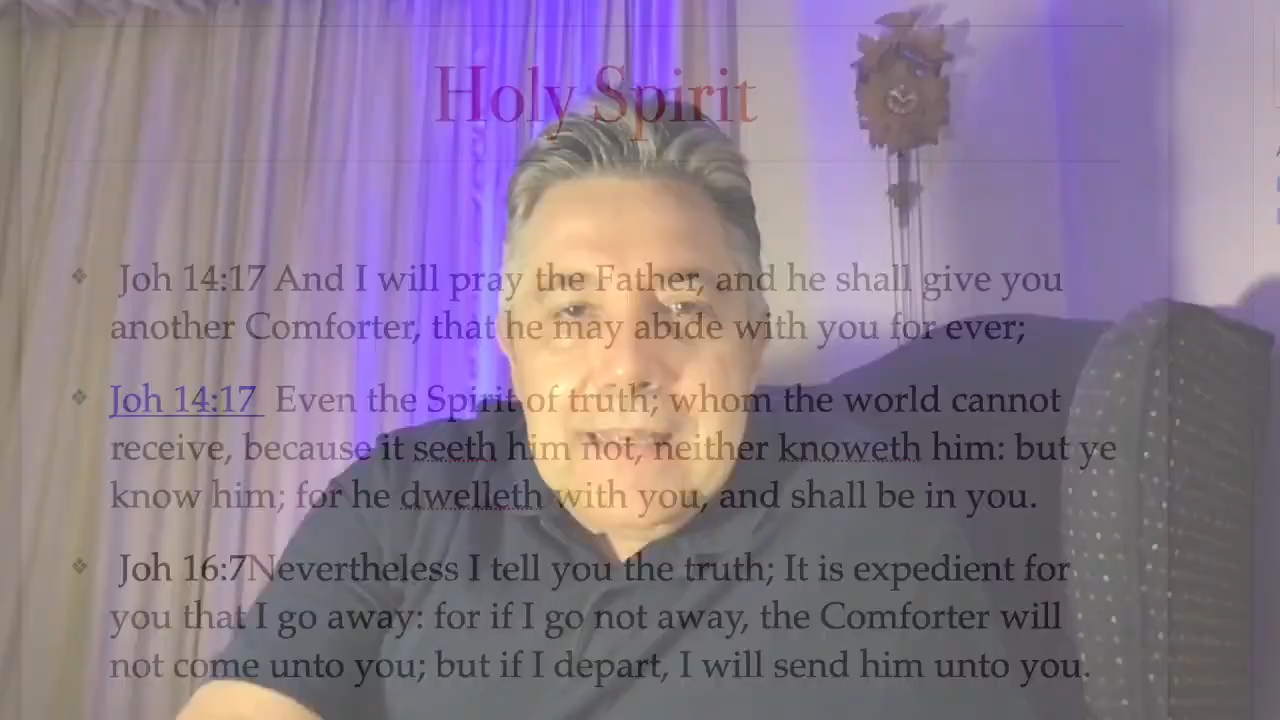 Holy Spirit
❖ Joh 14:17 And I will pray the Father, and he shall give you
another Comforter, that he may abide with you for ever;
❖ Joh 14:17 Even the Spirit of truth; whom the world cannot
receive, because it seeth him not, neither knoweth him: but ye
know him; for he dwelleth with you, and shall be in you.
❖ Joh 16:7Nevertheless I tell you the truth; It is expedient for
you that I go away: for if I go not away, the Comforter will
not come unto you; but if I depart, I will send him unto you.